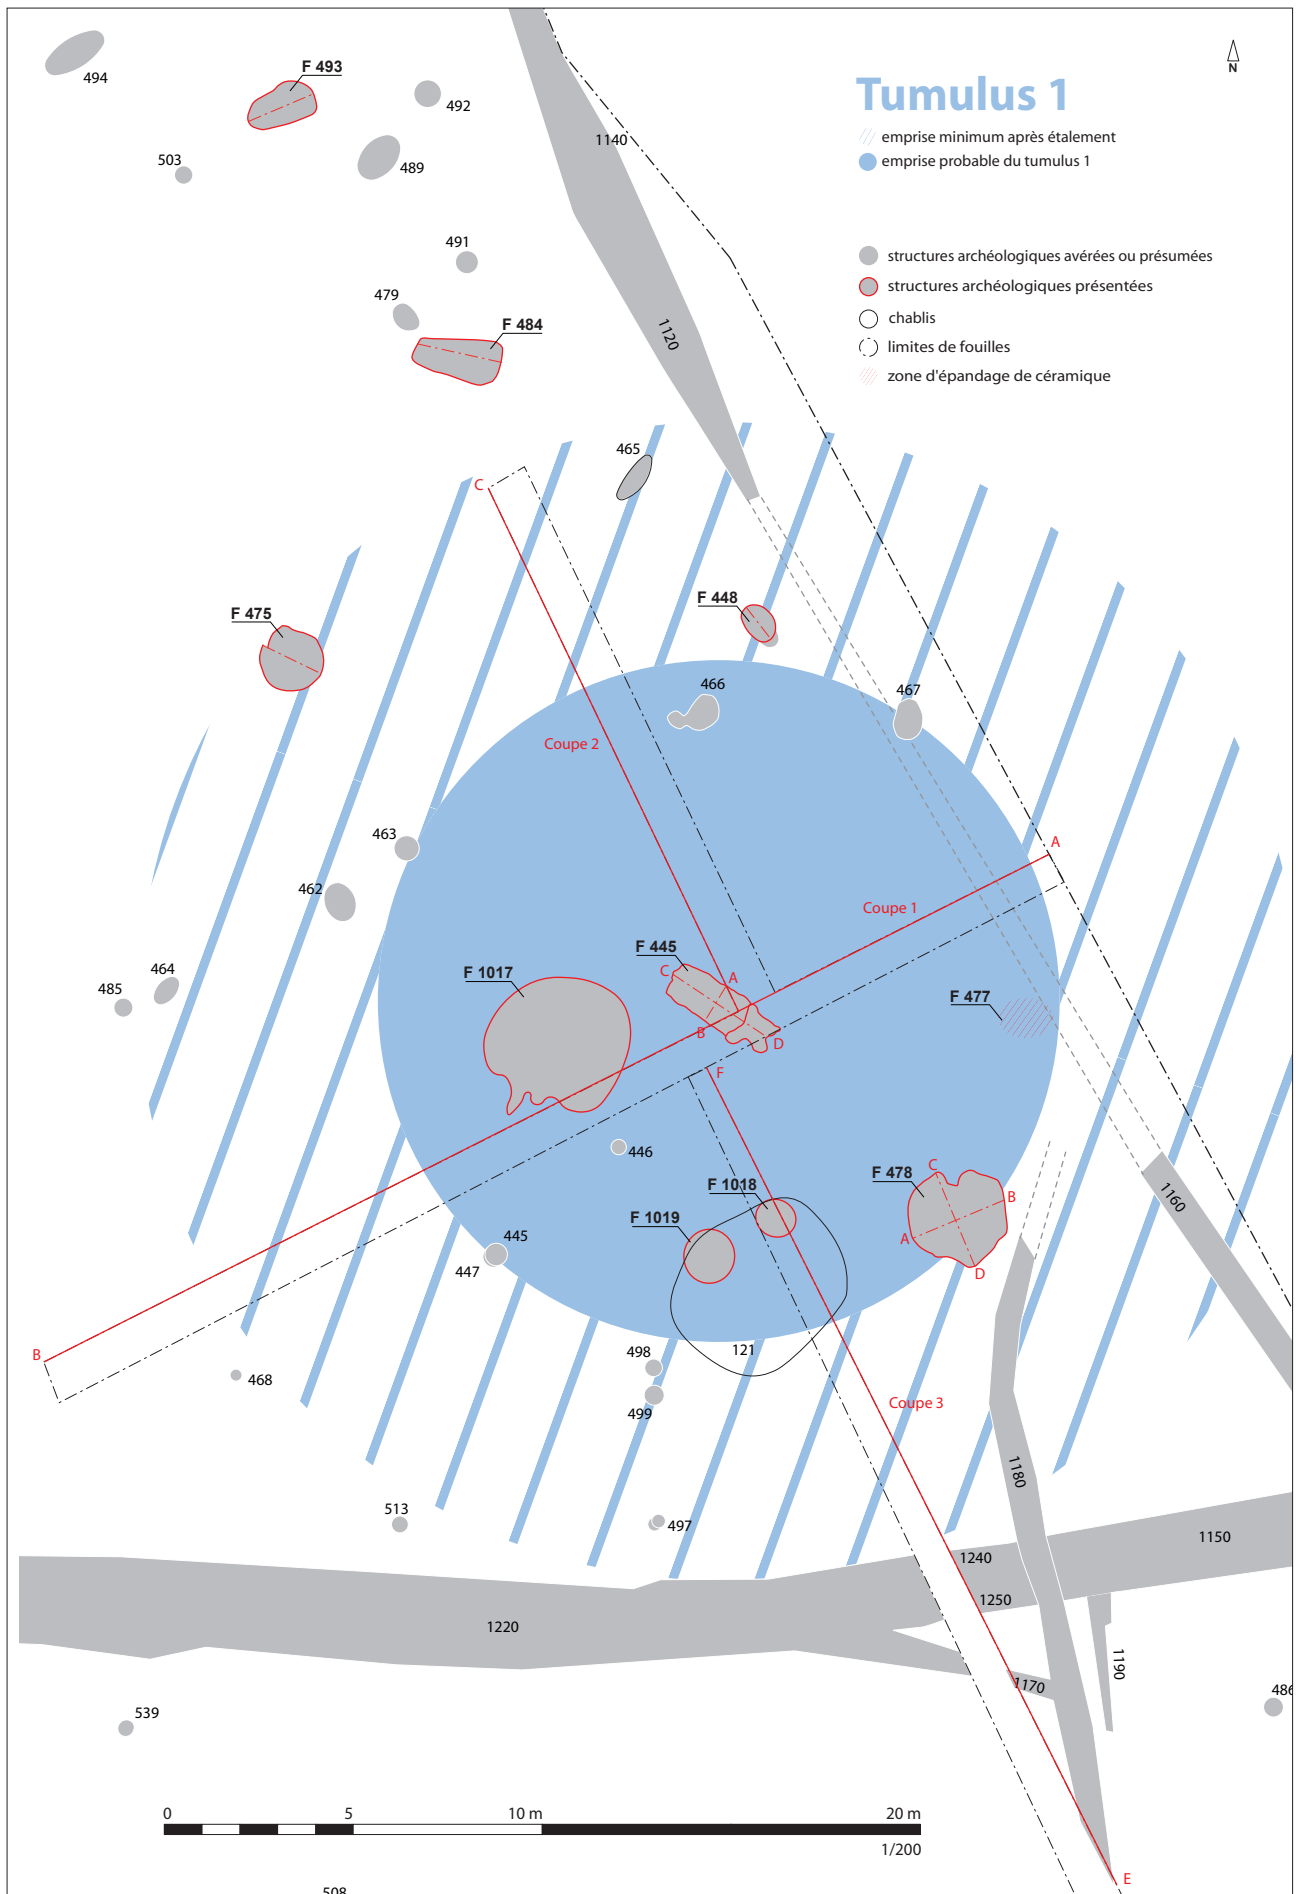 494
F 493
492
N
Tumulus 1
emprise minimum après étalement
emprise probable du tumulus 1
1140
503
489
491
structures archéologiques avérées ou présumées
479
structures archéologiques présentées
F 484
1120
chablis
limites de fouilles
zone d'épandage de céramique
465
C
F 475
F 448
466
467
Coupe 2
463
A
462
Coupe 1
F 445
464
C
F 1017
A
485
F 477
B
D
F
446
F 478
C
F 1018
B
1160
F 1019
A
445
447
D
B
121
498
468
499
Coupe 3
1180
513
497
1150
1240
1250
1220
1190
1170
486
539
0 5 10 m 20 m
1/200
E
508